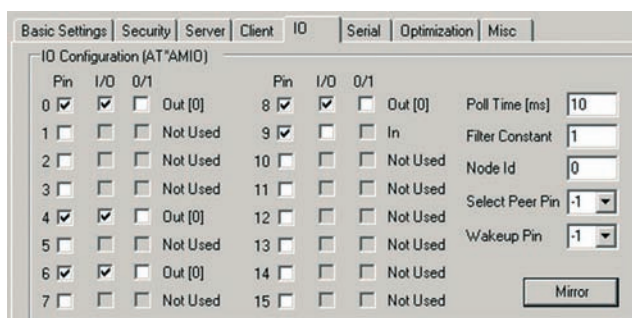 Basic Settings Security Server Client IO Serial Optimization Misc
IO Configuration (AT*AMIO)
Pin I/O 0/1 Pin I/O 0/1
0 Out [0] 8 Out [0] Poll Time [ms] 10
1 Not Used 9 In Filter Constant 1
2 Not Used 10 Not Used Node Id 0
3 Not Used 11 Not Used Select Peer Pin -1
4 Out [0] 12 Not Used Wakeup Pin -1
5 Not Used 13 Not Used
6 Out [0] 14 Not Used Mirror
7 Not Used 15 Not Used